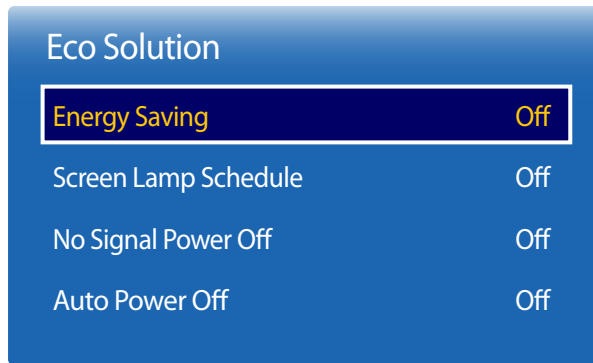 Eco Solution
Energy Saving Off
Screen Lamp Schedule Off
No Signal Power Off Off
Auto Power Off Off